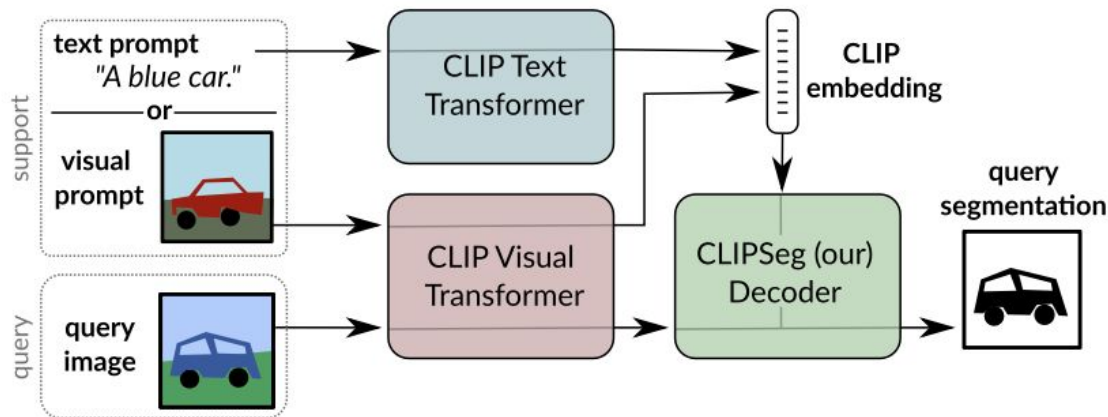 support
text prompt
"A blue car."
or
visual
prompt
query
query
image
CLIP Text
Transformer
CLIP Visual
Transformer
CLIP
embedding
CLIPSeg (our)
Decoder
query
segmentation